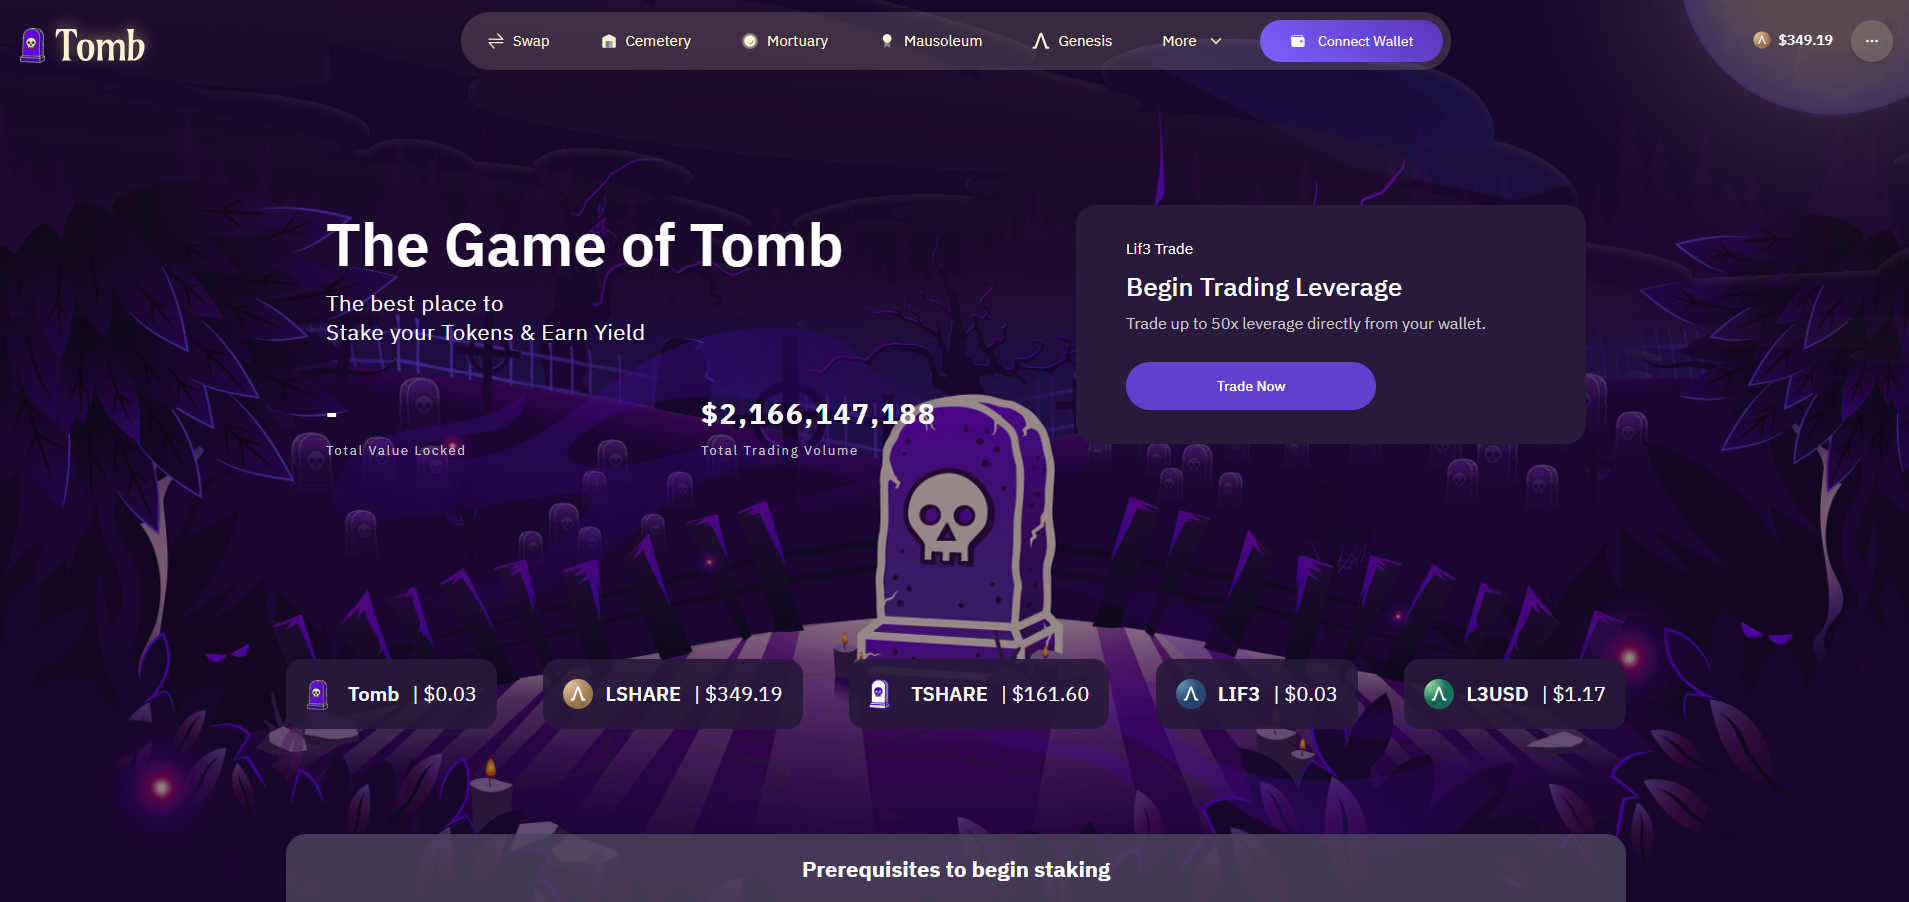 Tomb
Swap
Cemetery
Mortuary
Mausoleum
Genesis
More
Connect Wallet
$349.19
The Game of Tomb
The best place to
Stake your Tokens & Earn Yield
-
Total Value Locked
$2,166,147,188
Total Trading Volume
Lif3 Trade
Begin Trading Leverage
Trade up to 50x leverage directly from your wallet.
Trade Now
Tomb | $0.03
LSHARE | $349.19
TSHARE | $161.60
LIF3 | $0.03
L3USD | $1.17
Prerequisites to begin staking